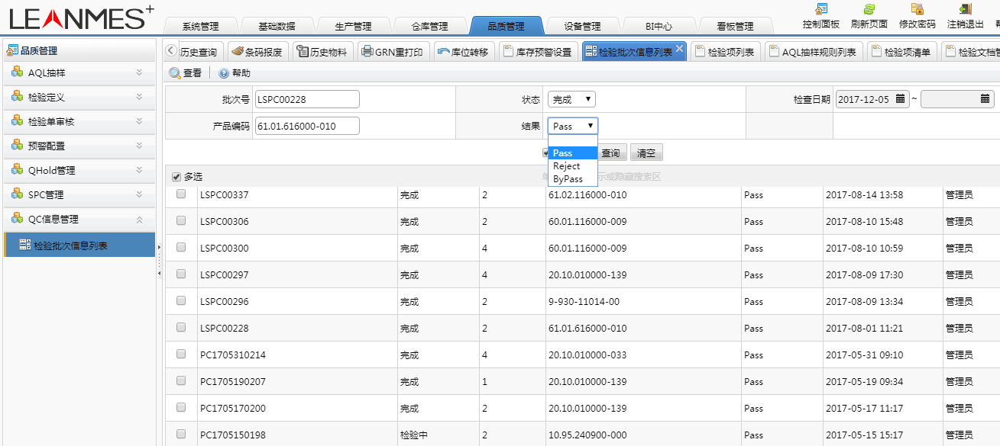 LEANMES+
系统管理 基础数据 生产管理 仓库管理 品质管理 设备管理 BI中心 看板管理
控制面板 刷新页面 修改密码 注销退出
品质管理
AQL抽样
检验定义
检验单审核
预警配置
QHold管理
SPC管理
QC信息管理
检验批次信息列表
历史查询 条码报废 历史物料 GRN重打印 库位转移 库存预警设置 检验批次信息列表 检验项列表 AQL抽样规则列表 检验项清单 检验文档管
查看 帮助
批次号 LSPC00228 状态 完成 检查日期 2017-12-05 ~
产品编码 61.01.616000-010 结果 Pass
Pass
Reject
ByPass
查询 清空
多选 示或隐藏搜索区
LSPC00337 完成 2 61.02.116000-010 Pass 2017-08-14 13:58 管理员
LSPC00306 完成 2 60.01.116000-009 Pass 2017-08-10 15:48 管理员
LSPC00300 完成 4 60.01.116000-009 Pass 2017-08-10 10:59 管理员
LSPC00297 完成 4 20.10.010000-139 Pass 2017-08-09 17:30 管理员
LSPC00296 完成 2 9-930-11014-00 Pass 2017-08-09 13:34 管理员
LSPC00228 完成 2 61.01.616000-010 Pass 2017-08-01 11:21 管理员
PC1705310214 完成 4 20.10.010000-033 Pass 2017-05-31 09:10 管理员
PC1705190207 完成 1 20.10.010000-139 Pass 2017-05-19 09:34 管理员
PC1705170200 完成 2 20.10.010000-139 Pass 2017-05-17 11:17 管理员
PC1705150198 检验中 2 10.95.240900-000 Pass 2017-05-15 15:17 管理员